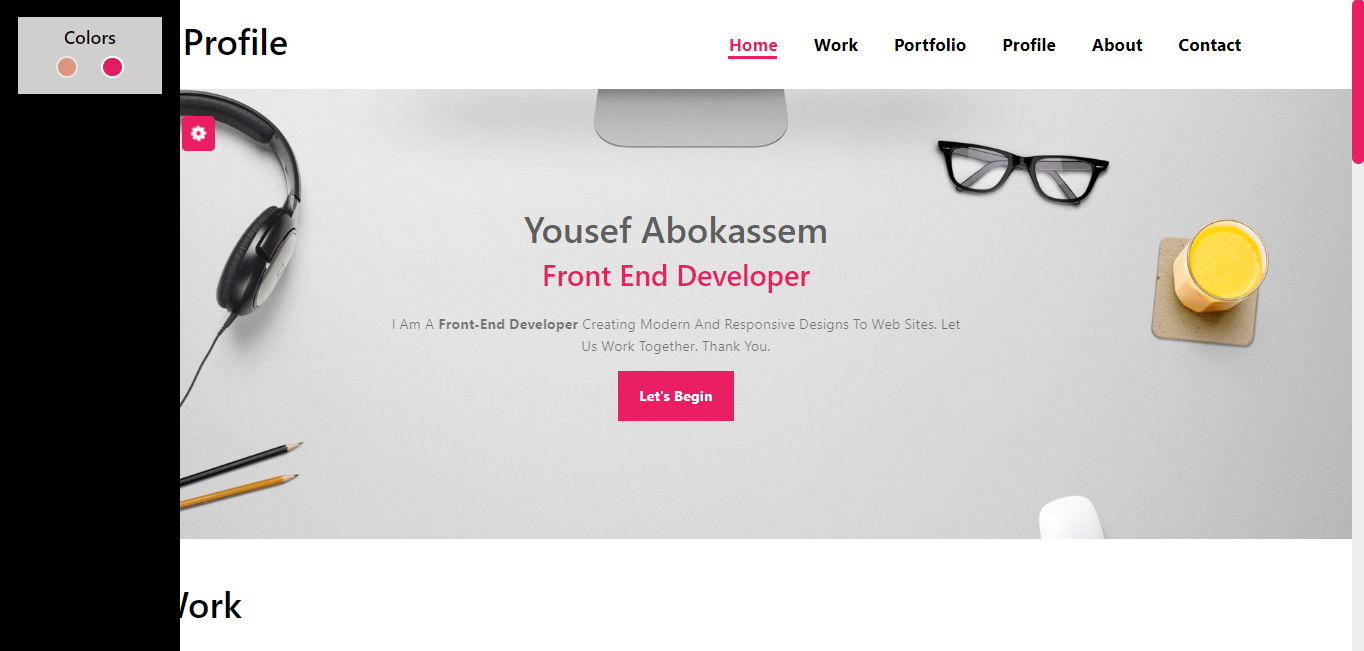 Colors
Profile
Home Work Portfolio Profile About Contact
Yousef Abokassem
Front End Developer
I Am A Front-End Developer Creating Modern And Responsive Designs To Web Sites. Let
Us Work Together. Thank You.
Let's Begin
Work